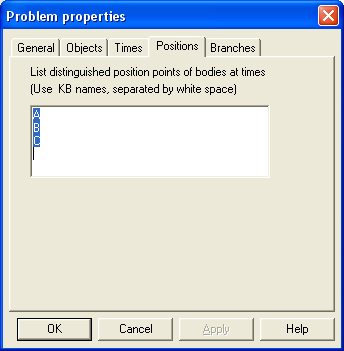 Problem properties
General Objects Times Positions Branches
List distinguished position points of bodies at times
(Use KB names, separated by white space)
A
B
C
OK Cancel Apply Help